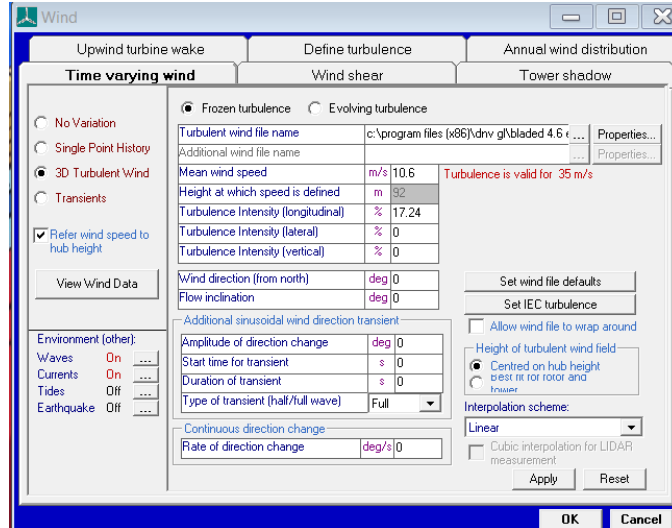 Wind
Upwind turbine wake
Define turbulence
Annual wind distribution
Time varying wind
Wind shear
Tower shadow
No Variation
Single Point History
3D Turbulent Wind
Transients
Refer wind speed to
hub height
View Wind Data
Environment (other):
Waves On ...
Currents On ...
Tides Off ...
Earthquake Off ...
Frozen turbulence
Evolving turbulence
Turbulent wind file name c:\program files (x86)\dnv gl\bladed 4.6 e ... Properties...
Additional wind file name ... Properties...
Mean wind speed m/s 10.6 Turbulence is valid for 35 m/s
Height at which speed is defined m 92
Turbulence Intensity (longitudinal) % 17.24
Turbulence Intensity (lateral) % 0
Turbulence Intensity (vertical) % 0
Wind direction (from north) deg 0
Flow inclination deg 0
Additional sinusoidal wind direction transient
Amplitude of direction change deg 0
Start time for transient s 0
Duration of transient s 0
Type of transient (half/full wave) Full
Continuous direction change
Rate of direction change deg/s 0
Set wind file defaults
Set IEC turbulence
Allow wind file to wrap around
Height of turbulent wind field
Centred on hub height
Best fit for rotor and
tower
Interpolation scheme:
Linear
Cubic interpolation for LIDAR
measurement
Apply
Reset
OK
Cancel